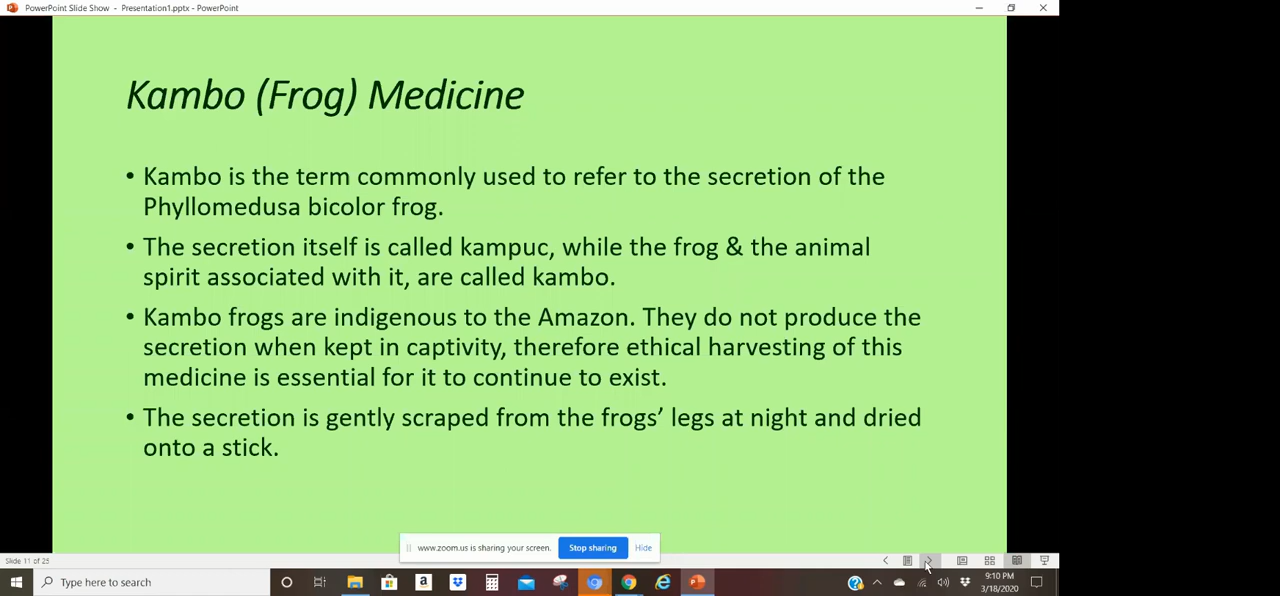 PowerPoint Slide Show - Presentation1.pptx - PowerPoint
Kambo (Frog) Medicine
• Kambo is the term commonly used to refer to the secretion of the
Phyllomedusa bicolor frog.
• The secretion itself is called kampuc, while the frog & the animal
spirit associated with it, are called kambo.
• Kambo frogs are indigenous to the Amazon. They do not produce the
secretion when kept in captivity, therefore ethical harvesting of this
medicine is essential for it to continue to exist.
• The secretion is gently scraped from the frogs' legs at night and dried
onto a stick.
www.zoom.us is sharing your screen. Stop sharing Hide
Slide 11 of 25
Type here to search
9:10 PM
3/18/2020